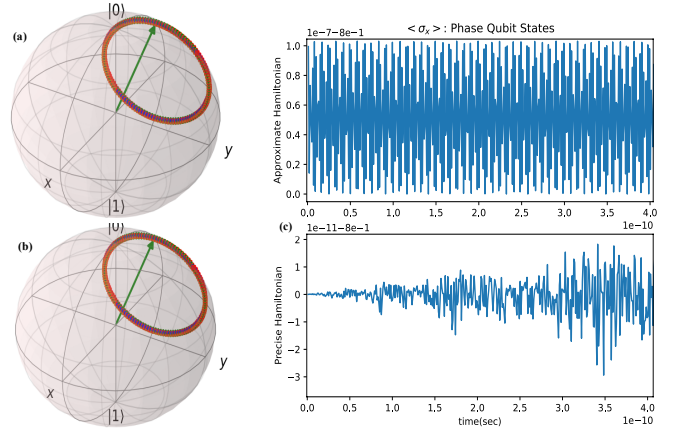 (a)
|0⟩
y
x
|1⟩
(b)
|0⟩
y
x
|1⟩
<σₓ> : Phase Qubit States
1e−7−8e−1
Approximate Hamiltonian
1.0
0.8
0.6
0.4
0.2
0.0
0.0 0.5 1.0 1.5 2.0 2.5 3.0 3.5 4.0
1e−10
(c)
1e−11−8e−1
Precise Hamiltonian
2
1
0
−1
−2
−3
0.0 0.5 1.0 1.5 2.0 2.5 3.0 3.5 4.0
time(sec)
1e−10